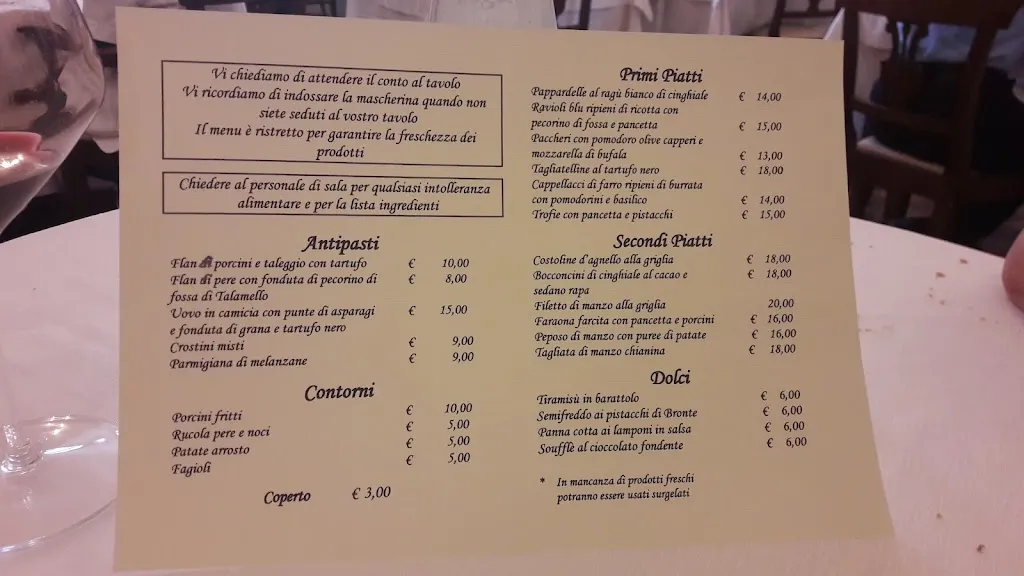 Vi chiediamo di attendere il conto al tavolo
Vi ricordiamo di indossare la mascherina quando non
siete seduti al vostro tavolo
Il menu è ristretto per garantire la freschezza dei
prodotti
Chiedere al personale di sala per qualsiasi intolleranza
alimentare e per la lista ingredienti
Antipasti
Flan di porcini e taleggio con tartufo € 10,00
Flan di pere con fonduta di pecorino di € 8,00
fossa di Talamello
Uovo in camicia con punte di asparagi € 15,00
e fonduta di grana e tartufo nero
Crostini misti € 9,00
Parmigiana di melanzane € 9,00
Contorni
Porcini fritti € 10,00
Rucola pere e noci € 5,00
Patate arrosto € 5,00
Fagioli € 5,00
Coperto € 3,00
Primi Piatti
Pappardelle al ragù bianco di cinghiale € 14,00
Ravioli blu ripieni di ricotta con
pecorino di fossa e pancetta € 15,00
Paccheri con pomodoro olive capperi e
mozzarella di bufala € 13,00
Tagliatelline al tartufo nero € 18,00
Cappellacci di farro ripieni di burrata
con pomodorini e basilico € 14,00
Trofie con pancetta e pistacchi € 15,00
Secondi Piatti
Costoline d'agnello alla griglia € 18,00
Bocconcini di cinghiale al cacao e € 18,00
sedano rapa
Filetto di manzo alla griglia 20,00
Faraona farcita con pancetta e porcini € 16,00
Peposo di manzo con puree di patate € 16,00
Tagliata di manzo chianina € 18,00
Dolci
Tiramisù in barattolo € 6,00
Semifreddo ai pistacchi di Bronte € 6,00
Panna cotta ai lamponi in salsa € 6,00
Soufflè al cioccolato fondente € 6,00
* In mancanza di prodotti freschi
potranno essere usati surgelati